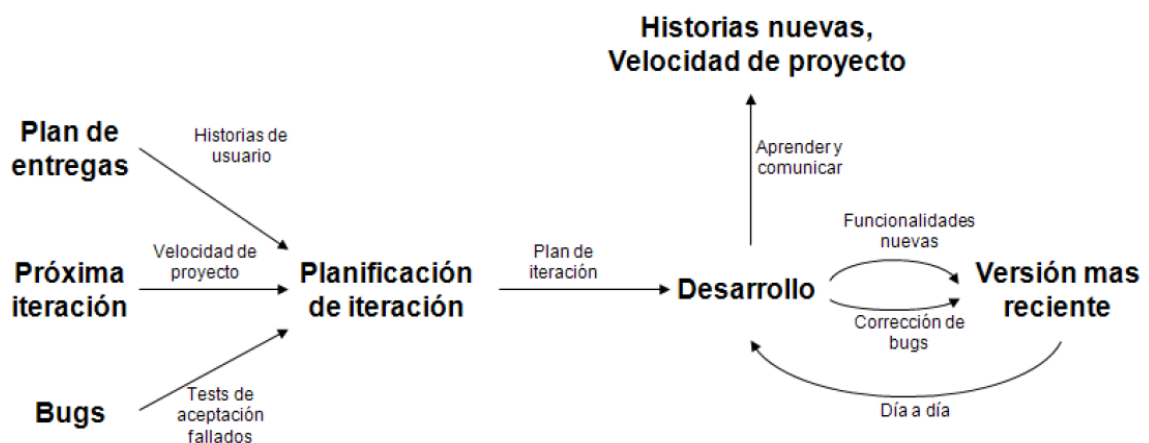 Historias nuevas,
Velocidad de proyecto
Plan de
entregas
Historias de
usuario
Aprender y
comunicar
Funcionalidades
nuevas
Próxima
iteración
Velocidad de
proyecto
Planificación
de iteración
Plan de
iteración
Desarrollo
Versión mas
reciente
Corrección de
bugs
Bugs
Tests de
aceptación
fallados
Día a día